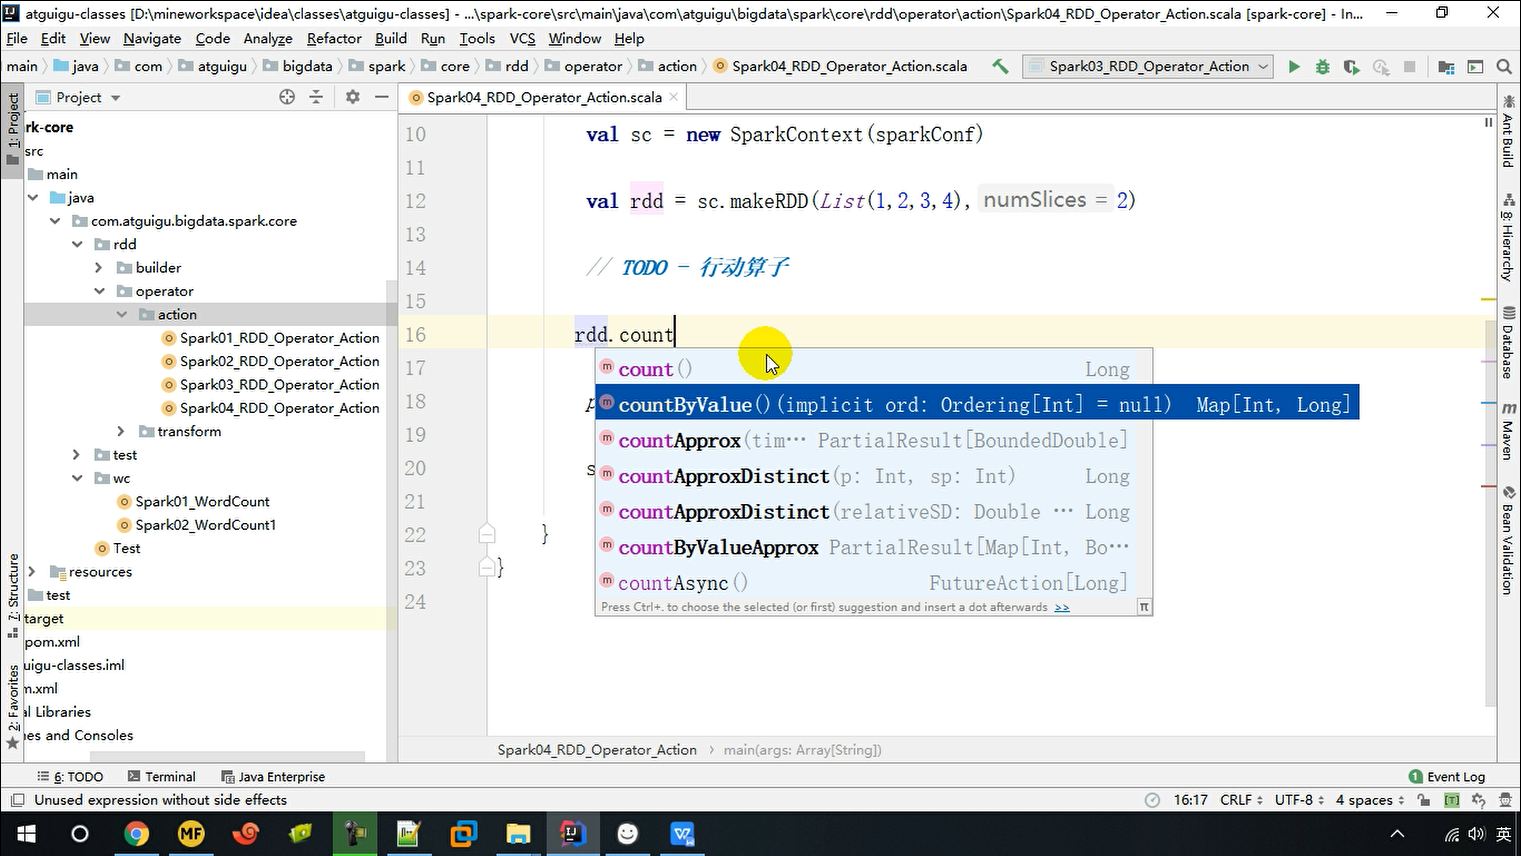 atguigu-classes [D:\mineworkspace\idea\classes\atguigu-classes] - ...\spark-core\src\main\java\com\atguigu\bigdata\spark\core\rdd\operator\action\Spark04_RDD_Operator_Action.scala [spark-core] - In...
File Edit View Navigate Code Analyze Refactor Build Run Tools VCS Window Help
main java com atguigu bigdata spark core rdd operator action Spark04_RDD_Operator_Action.scala Spark03_RDD_Operator_Action
1: Project
Project
Spark04_RDD_Operator_Action.scala
rk-core
src
main
java
com.atguigu.bigdata.spark.core
rdd
builder
operator
action
Spark01_RDD_Operator_Action
Spark02_RDD_Operator_Action
Spark03_RDD_Operator_Action
Spark04_RDD_Operator_Action
transform
test
wc
Spark01_WordCount
Spark02_WordCount1
Test
resources
test
target
pom.xml
uigu-classes.iml
n.xml
al Libraries
nes and Consoles
7: Structure
2: Favorites
10 val sc = new SparkContext(sparkConf)
11
12 val rdd = sc.makeRDD(List(1,2,3,4), numSlices = 2)
13
14 // TODO - 行动算子
15
16 rdd.count
17
18 p
19
20 s
21
22 }
23 }
24
count() Long
countByValue()(implicit ord: Ordering[Int] = null) Map[Int, Long]
countApprox(tim… PartialResult[BoundedDouble]
countApproxDistinct(p: Int, sp: Int) Long
countApproxDistinct(relativeSD: Double … Long
countByValueApprox PartialResult[Map[Int, Bo…
countAsync() FutureAction[Long]
Press Ctrl+. to choose the selected (or first) suggestion and insert a dot afterwards >> π
Ant Build
8: Hierarchy
Database
Maven
Bean Validation
Spark04_RDD_Operator_Action main(args: Array[String])
6: TODO Terminal Java Enterprise 1 Event Log
Unused expression without side effects 16:17 CRLF UTF-8 4 spaces [T]
MF 英